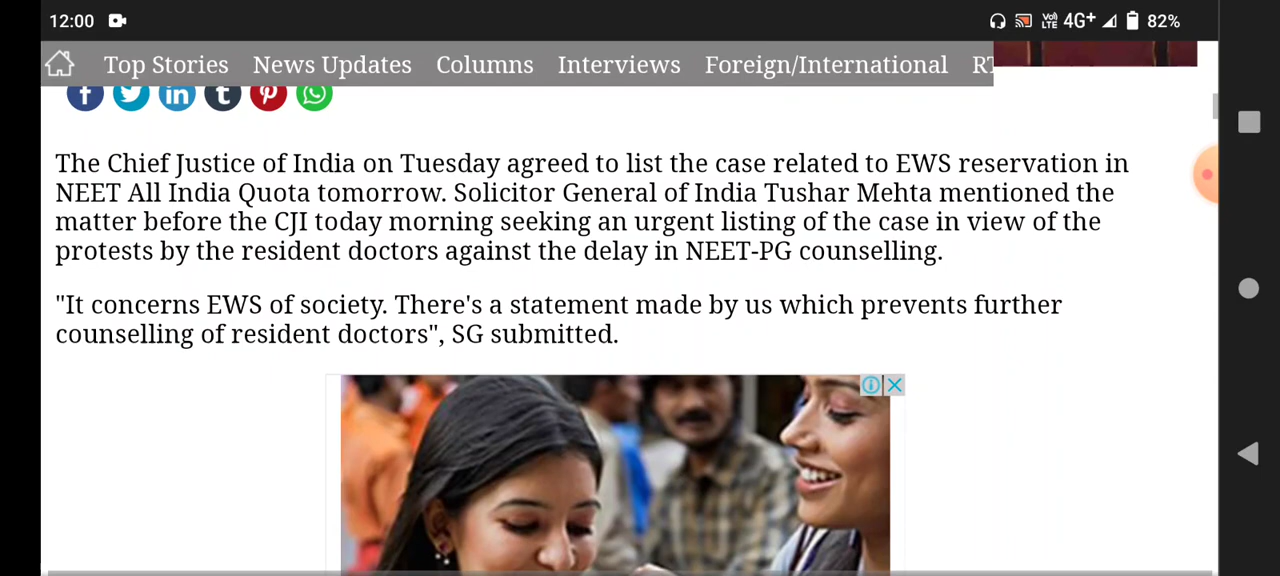 12:00
Vo) LTE 4G+ 82%
Top Stories News Updates Columns Interviews Foreign/International RT
f in t
The Chief Justice of India on Tuesday agreed to list the case related to EWS reservation in
NEET All India Quota tomorrow. Solicitor General of India Tushar Mehta mentioned the
matter before the CJI today morning seeking an urgent listing of the case in view of the
protests by the resident doctors against the delay in NEET-PG counselling.
"It concerns EWS of society. There's a statement made by us which prevents further
counselling of resident doctors", SG submitted.